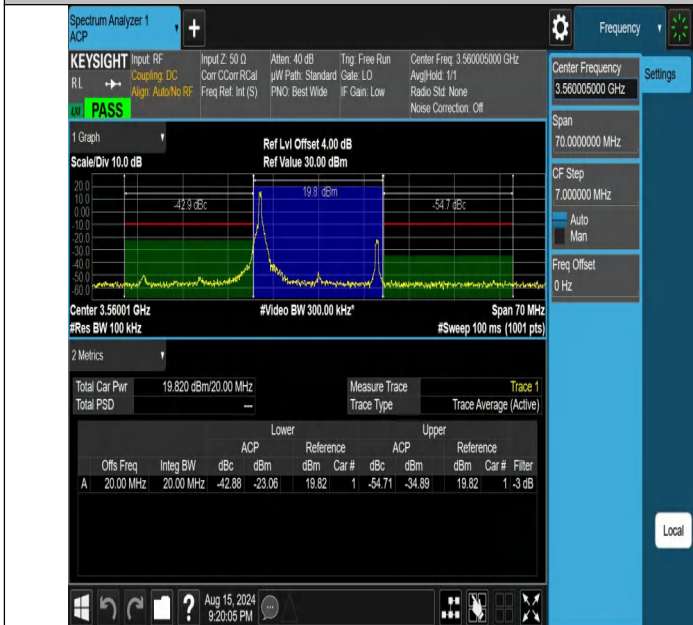 Spectrum Analyzer 1
ACP
+
Frequency
KEYSIGHT
RL
PASS
Input: RF
Coupling: DC
Align: Auto/No RF
Input Z: 50 Ω
Corr CCorr RCal
Freq Ref: Int (S)
Atten: 40 dB
µW Path: Standard
PNO: Best Wide
Trig: Free Run
Gate: LO
IF Gain: Low
Center Freq: 3.560005000 GHz
Avg|Hold: 1/1
Radio Std: None
Noise Correction: Off
Center Frequency
3.560005000 GHz
Settings
Span
70.0000000 MHz
CF Step
7.000000 MHz
Auto
Man
Freq Offset
0 Hz
1 Graph
Scale/Div 10.0 dB
Ref Lvl Offset 4.00 dB
Ref Value 30.00 dBm
20.0
10.0
0.00
-10.0
-20.0
-30.0
-40.0
-50.0
-60.0
-42.9 dBc
19.8 dBm
-54.7 dBc
Center 3.56001 GHz
#Video BW 300.00 kHz*
Span 70 MHz
#Res BW 100 kHz
#Sweep 100 ms (1001 pts)
2 Metrics
Total Car Pwr 19.820 dBm/20.00 MHz
Total PSD ---
Measure Trace Trace 1
Trace Type Trace Average (Active)
Lower Upper
ACP Reference ACP Reference
Offs Freq Integ BW dBc dBm dBm Car # dBc dBm dBm Car # Filter
A 20.00 MHz 20.00 MHz -42.88 -23.06 19.82 1 -54.71 -34.89 19.82 1 -3 dB
Local
?
Aug 15, 2024
9:20:05 PM